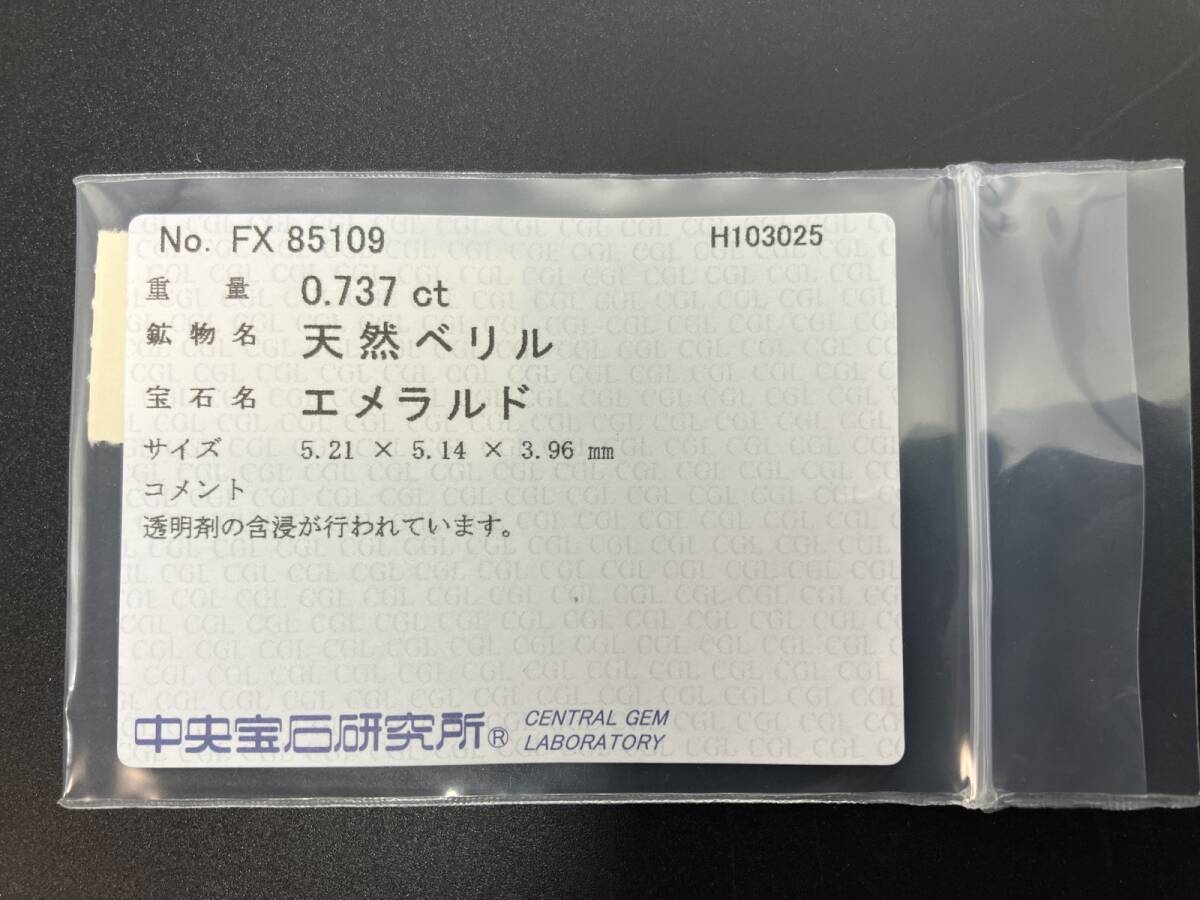 No. FX 85109 H103025
重量 0.737 ct
鉱物名 天然ベリル
宝石名 エメラルド
サイズ 5.21 × 5.14 × 3.96 mm
コメント
透明剤の含浸が行われています。
中央宝石研究所® CENTRAL GEM
LABORATORY